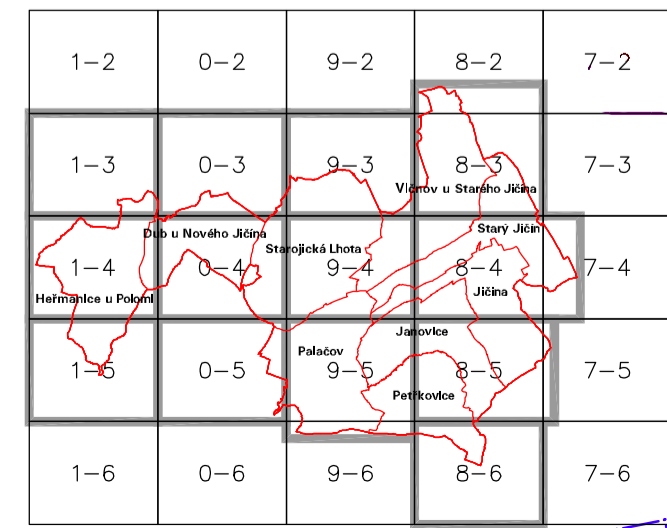 1-2 0-2 9-2 8-2 7-2
1-3 0-3 9-3 8-3 7-3
Vlčnov u Starého Jičína
Starý Jičín
Dub u Nového Jičína
Starojická Lhota
1-4 0-4 9-4 8-4 7-4
Jičina
Heřmanice u Polomi
Janovice
Palačov
1-5 0-5 9-5 8-5 7-5
Petřkovice
1-6 0-6 9-6 8-6 7-6